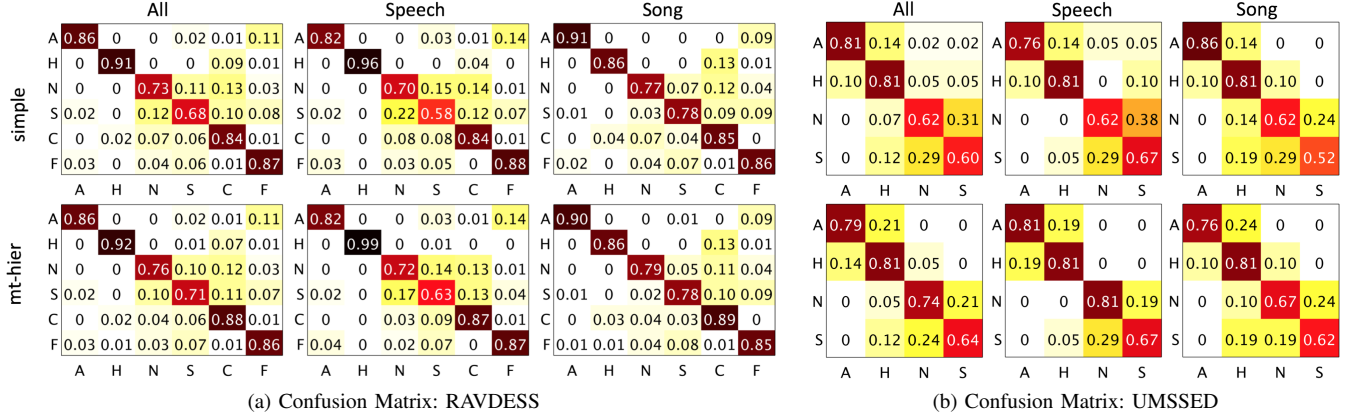 All Speech Song All Speech Song
simple
A 0.86 0 0 0.02 0.01 0.11 A 0.82 0 0 0.03 0.01 0.14 A 0.91 0 0 0 0 0.09 A 0.81 0.14 0.02 0.02 A 0.76 0.14 0.05 0.05 A 0.86 0.14 0 0
H 0 0.91 0 0 0.09 0.01 H 0 0.96 0 0 0.04 0 H 0 0.86 0 0 0.13 0.01 H 0.10 0.81 0.05 0.05 H 0.10 0.81 0 0.10 H 0.10 0.81 0.10 0
N 0 0 0.73 0.11 0.13 0.03 N 0 0 0.70 0.15 0.14 0.01 N 0 0 0.77 0.07 0.12 0.04 N 0 0.07 0.62 0.31 N 0 0 0.62 0.38 N 0 0.14 0.62 0.24
S 0.02 0 0.12 0.68 0.10 0.08 S 0.02 0 0.22 0.58 0.12 0.07 S 0.01 0 0.03 0.78 0.09 0.09 S 0 0.12 0.29 0.60 S 0 0.05 0.29 0.67 S 0 0.19 0.29 0.52
C 0 0.02 0.07 0.06 0.84 0.01 C 0 0 0.08 0.08 0.84 0.01 C 0 0.04 0.07 0.04 0.85 0
F 0.03 0 0.04 0.06 0.01 0.87 F 0.03 0 0.03 0.05 0 0.88 F 0.02 0 0.04 0.07 0.01 0.86
A H N S C F A H N S C F A H N S C F A H N S A H N S A H N S
mt-hier
A 0.86 0 0 0.02 0.01 0.11 A 0.82 0 0 0.03 0.01 0.14 A 0.90 0 0 0.01 0 0.09 A 0.79 0.21 0 0 A 0.81 0.19 0 0 A 0.76 0.24 0 0
H 0 0.92 0 0.01 0.07 0.01 H 0 0.99 0 0.01 0 0 H 0 0.86 0 0 0.13 0.01 H 0.14 0.81 0.05 0 H 0.19 0.81 0 0 H 0.10 0.81 0.10 0
N 0 0 0.76 0.10 0.12 0.03 N 0 0 0.72 0.14 0.13 0.01 N 0 0 0.79 0.05 0.11 0.04 N 0 0.05 0.74 0.21 N 0 0 0.81 0.19 N 0 0.10 0.67 0.24
S 0.02 0 0.10 0.71 0.11 0.07 S 0.02 0 0.17 0.63 0.13 0.04 S 0.01 0 0.02 0.78 0.10 0.09 S 0 0.12 0.24 0.64 S 0 0.05 0.29 0.67 S 0 0.19 0.19 0.62
C 0 0.02 0.04 0.06 0.88 0.01 C 0 0 0.03 0.09 0.87 0.01 C 0 0.03 0.04 0.03 0.89 0
F 0.03 0.01 0.03 0.07 0.01 0.86 F 0.04 0 0.02 0.07 0 0.87 F 0.01 0.01 0.04 0.08 0.01 0.85
A H N S C F A H N S C F A H N S C F A H N S A H N S A H N S
(a) Confusion Matrix: RAVDESS (b) Confusion Matrix: UMSSED